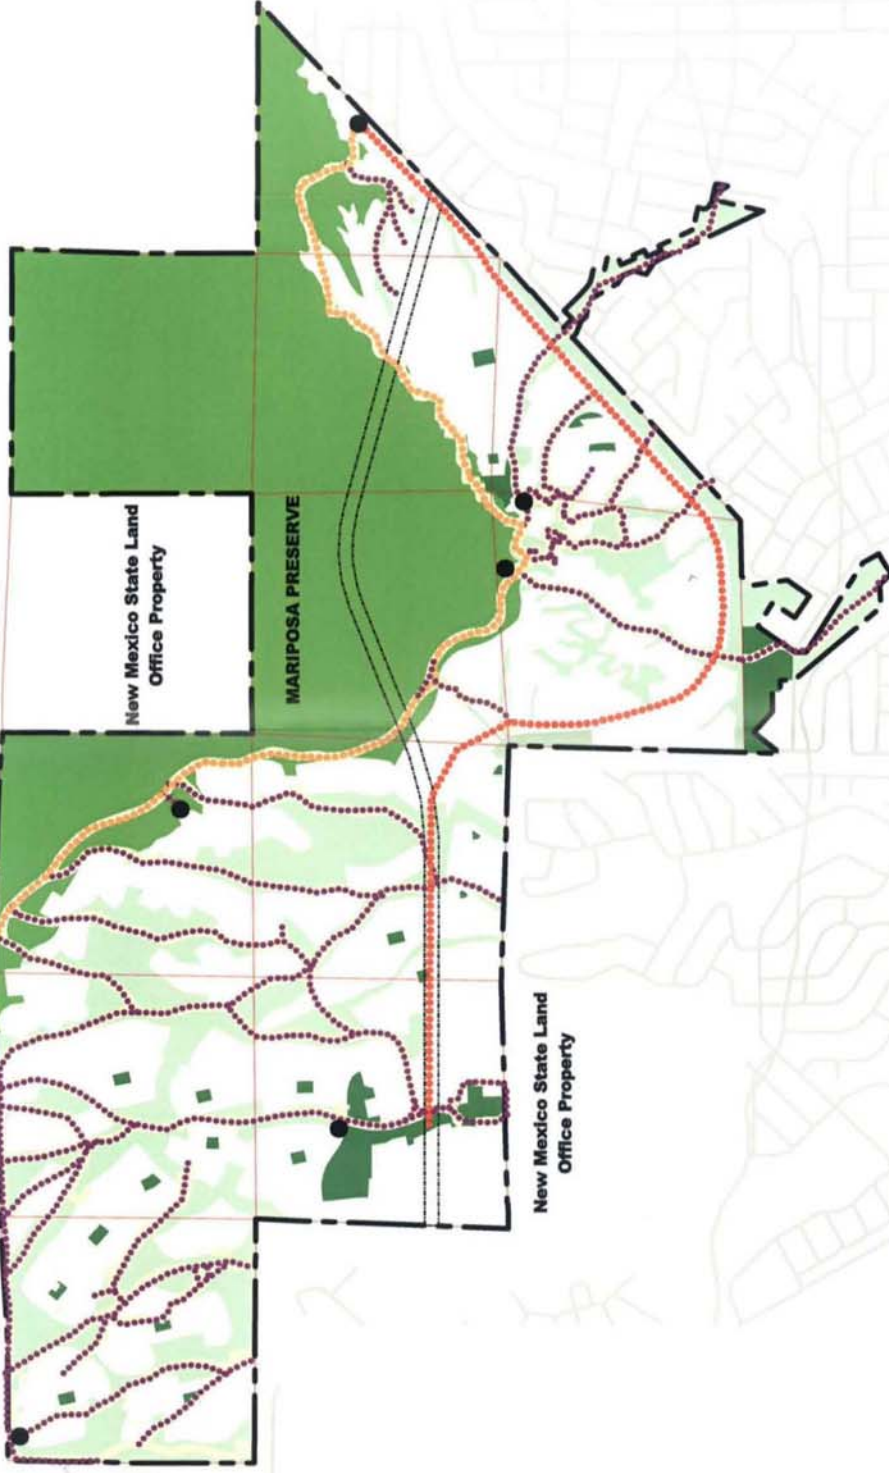 New Mexico State Land
Office Property
MARIPOSA PRESERVE
New Mexico State Land
Office Property